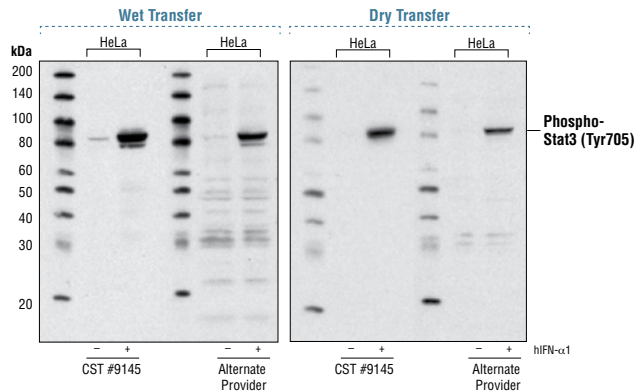 Wet Transfer
Dry Transfer
kDa
HeLa
HeLa
HeLa
HeLa
200
140
100
80
60
50
40
30
20
Phospho-
Stat3 (Tyr705)
– + – + – + – + hIFN-α1
CST #9145
Alternate
Provider
CST #9145
Alternate
Provider